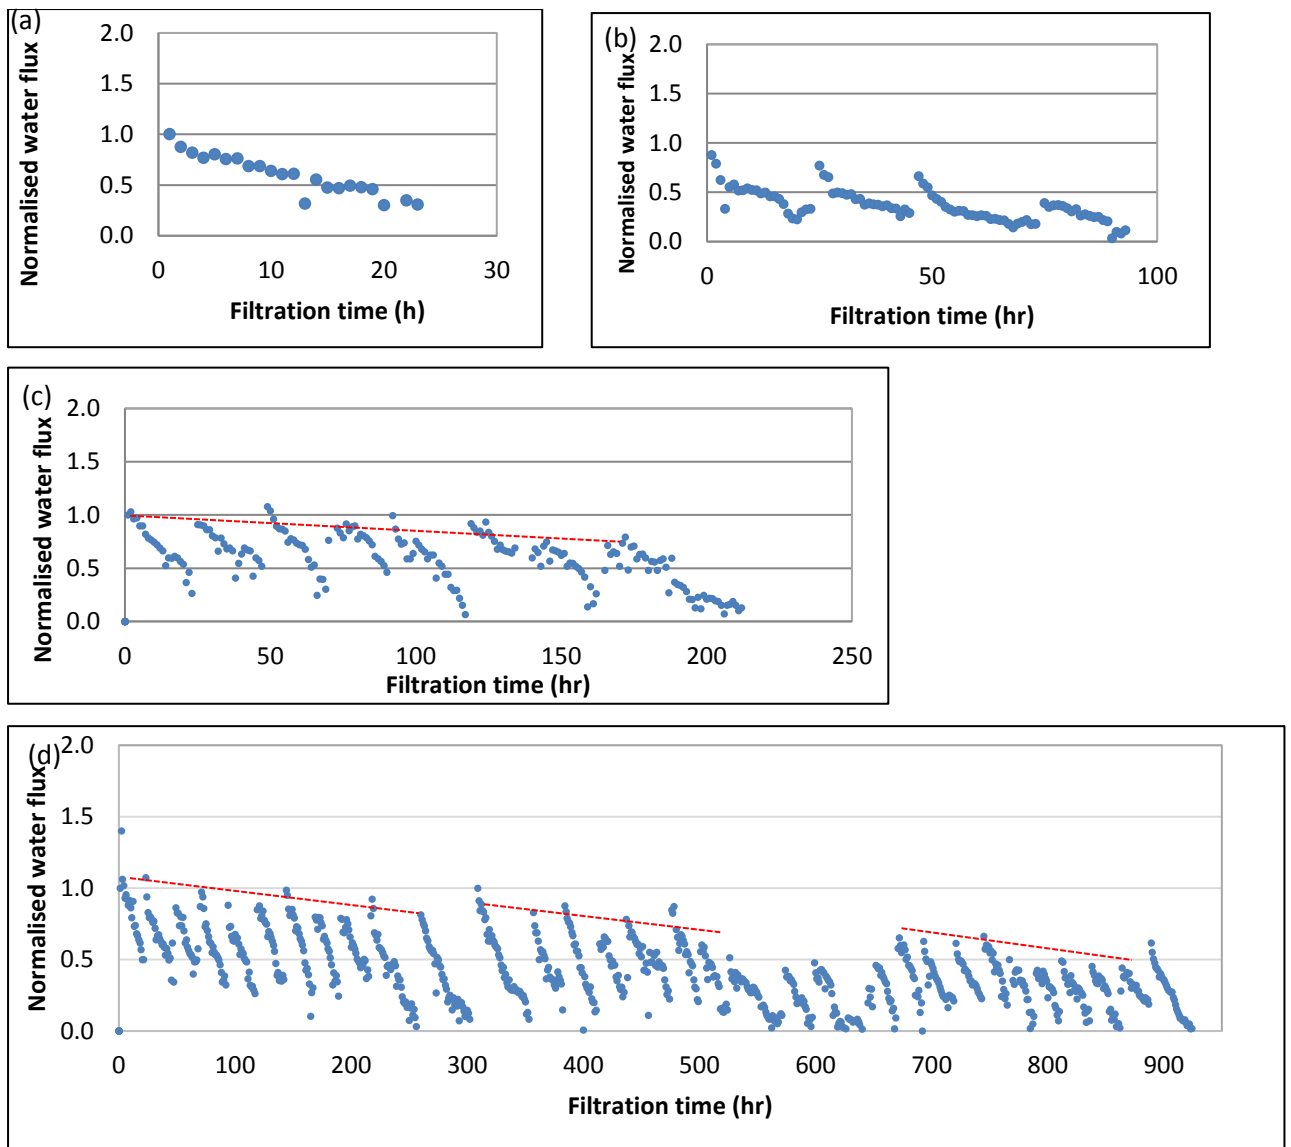 (a)
Normalised water flux
2.0
1.5
1.0
0.5
0.0
0 10 20 30
Filtration time (h)
(b)
Normalised water flux
2.0
1.5
1.0
0.5
0.0
0 50 100
Filtration time (hr)
(c)
Normalised water flux
2.0
1.5
1.0
0.5
0.0
0 50 100 150 200 250
Filtration time (hr)
(d)
Normalised water flux
2.0
1.5
1.0
0.5
0.0
0 100 200 300 400 500 600 700 800 900
Filtration time (hr)